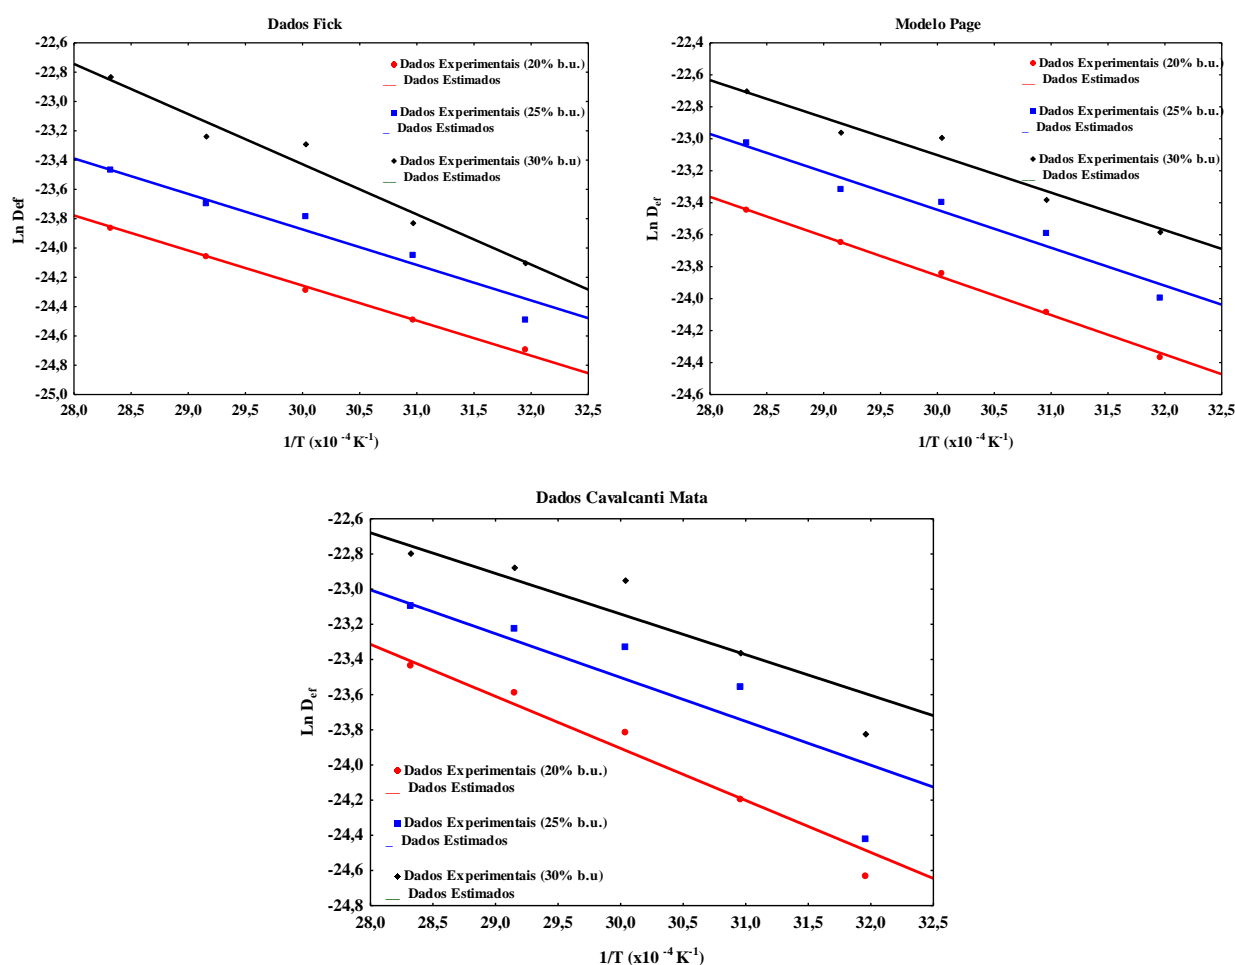 Dados Fick
-22,6
-22,8
-23,0
-23,2
-23,4
-23,6
-23,8
-24,0
-24,2
-24,4
-24,6
-24,8
-25,0
Ln Def
Dados Experimentais (20% b.u.)
Dados Estimados
Dados Experimentais (25% b.u.)
Dados Estimados
Dados Experimentais (30% b.u)
Dados Estimados
28,0 28,5 29,0 29,5 30,0 30,5 31,0 31,5 32,0 32,5
1/T (x10 -4 K-1)
Modelo Page
-22,4
-22,6
-22,8
-23,0
-23,2
-23,4
-23,6
-23,8
-24,0
-24,2
-24,4
-24,6
Ln Def
Dados Experimentais (20% b.u.)
Dados Estimados
Dados Experimentais (25% b.u.)
Dados Estimados
Dados Experimentais (30% b.u)
Dados Estimados
28,0 28,5 29,0 29,5 30,0 30,5 31,0 31,5 32,0 32,5
1/T (x10 -4 K-1)
Dados Cavalcanti Mata
-22,6
-22,8
-23,0
-23,2
-23,4
-23,6
-23,8
-24,0
-24,2
-24,4
-24,6
-24,8
Ln Def
Dados Experimentais (20% b.u.)
Dados Estimados
Dados Experimentais (25% b.u.)
Dados Estimados
Dados Experimentais (30% b.u)
Dados Estimados
28,0 28,5 29,0 29,5 30,0 30,5 31,0 31,5 32,0 32,5
1/T (x10 -4 K-1)